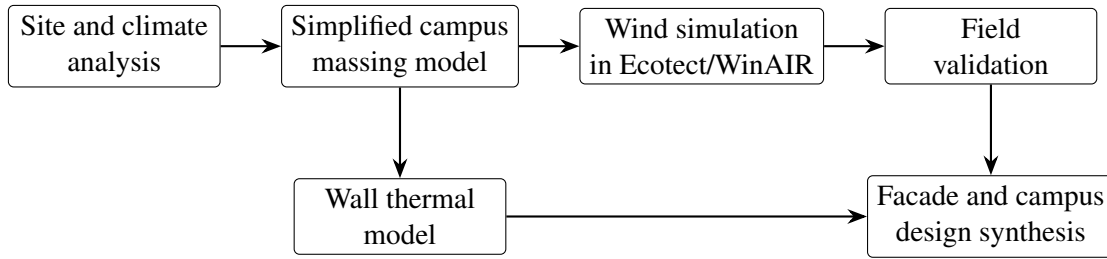 Site and climate
analysis
Simplified campus
massing model
Wind simulation
in Ecotect/WinAIR
Field
validation
Wall thermal
model
Facade and campus
design synthesis